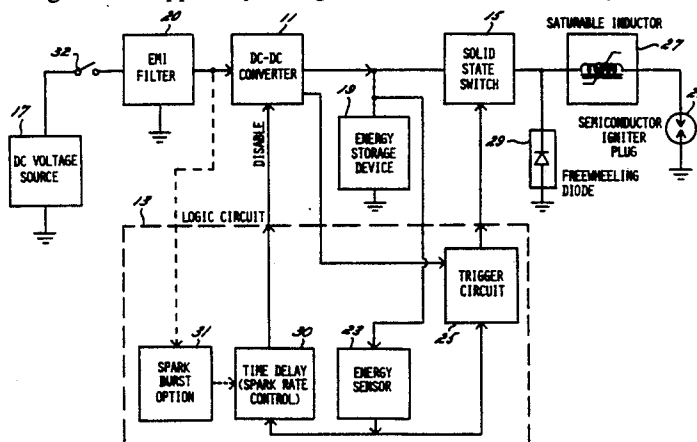 20
11
15
SATURABLE INDUCTOR
32
EMI
FILTER
DC-DC
CONVERTER
SOLID
STATE
SWITCH
27
17
19
DC VOLTAGE
SOURCE
DISABLE
ENERGY
STORAGE
DEVICE
29
SEMICONDUCTOR
IGNITER
PLUG
FREEWHEELING
DIODE
13
LOGIC CIRCUIT
TRIGGER
CIRCUIT
25
31
30
23
SPARK
BURST
OPTION
TIME DELAY
(SPARK RATE
CONTROL)
ENERGY
SENSOR